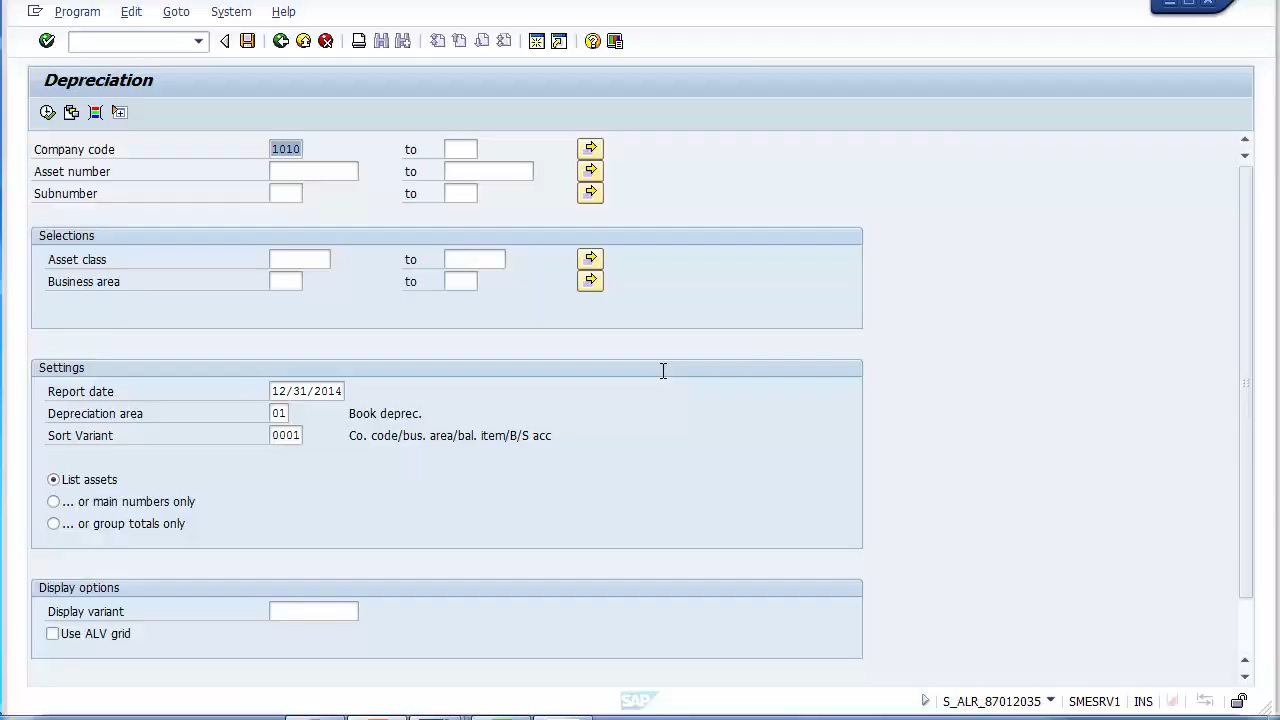 Program Edit Goto System Help
Depreciation
Company code 1010 to
Asset number to
Subnumber to
Selections
Asset class to
Business area to
Settings
Report date 12/31/2014
Depreciation area 01 Book deprec.
Sort Variant 0001 Co. code/bus. area/bal. item/B/S acc
List assets
... or main numbers only
... or group totals only
Display options
Display variant
Use ALV grid
SAP S_ALR_87012035 SMESRV1 INS